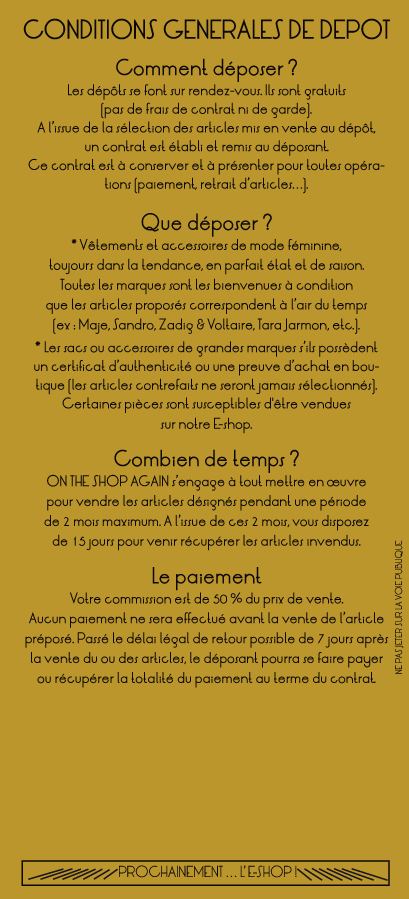 CONDITIONS GENERALES DE DEPOT
Comment déposer ?
Les dépôts se font sur rendez-vous. Ils sont gratuits
(pas de frais de contrat ni de garde).
A l'issue de la sélection des articles mis en vente au dépôt,
un contrat est établi et remis au déposant.
Ce contrat est à conserver et à présenter pour toutes opéra-
tions (paiement, retrait d'articles...).
Que déposer ?
* Vêtements et accessoires de mode féminine,
toujours dans la tendance, en parfait état et de saison.
Toutes les marques sont les bienvenues à condition
que les articles proposés correspondent à l'air du temps
(ex : Maje, Sandro, Zadig & Voltaire, Tara Jarmon, etc.).
* Les sacs ou accessoires de grandes marques s'ils possèdent
un certificat d'authenticité ou une preuve d'achat en bou-
tique (les articles contrefaits ne seront jamais sélectionnés).
Certaines pièces sont susceptibles d'être vendues
sur notre E-shop.
Combien de temps ?
ON THE SHOP AGAIN s'engage à tout mettre en œuvre
pour vendre les articles désignés pendant une période
de 2 mois maximum. A l'issue de ces 2 mois, vous disposez
de 15 jours pour venir récupérer les articles invendus.
Le paiement
Votre commission est de 50 % du prix de vente.
Aucun paiement ne sera effectué avant la vente de l'article
préposé. Passé le délai légal de retour possible de 7 jours après
la vente du ou des articles, le déposant pourra se faire payer
ou récupérer la totalité du paiement au terme du contrat.
NE PAS JETER SUR LA VOIE PUBLIQUE
PROCHAINEMENT ... L'E-SHOP !